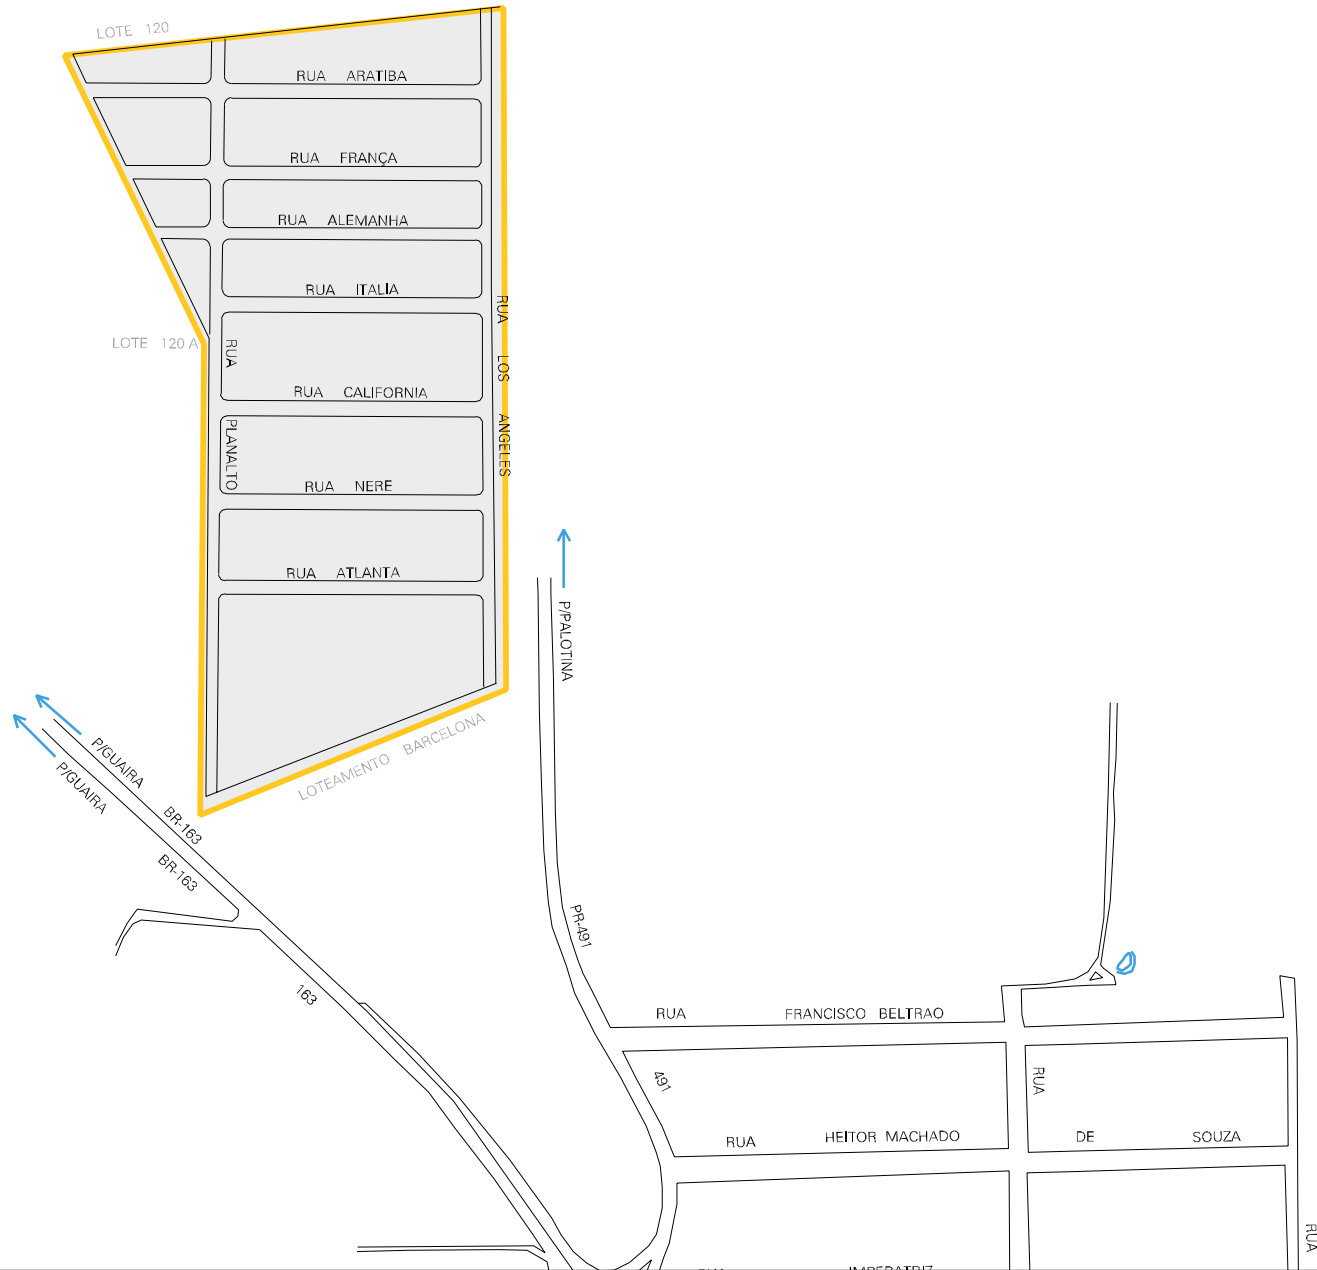 LOTE 120
RUA ARATIBA
RUA FRANÇA
RUA ALEMANHA
RUA ITALIA
RUA LOS ANGELES
LOTE 120 A
RUA PLANALTO
RUA CALIFORNIA
RUA NERE
RUA ATLANTA
P/PALOTINA
LOTEAMENTO BARCELONA
P/GUAIRA
P/GUAIRA
BR-163
BR-163
PR-491
163
RUA FRANCISCO BELTRAO
491
RUA
RUA HEITOR MACHADO DE SOUZA
RUA
RUA IMPERATRIZ